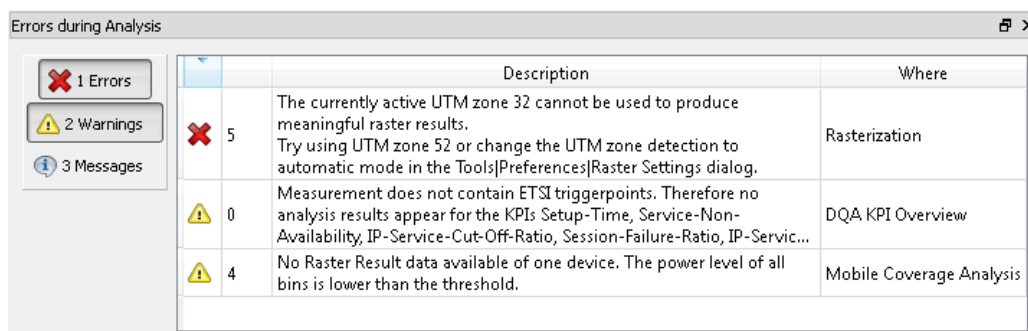 Errors during Analysis
1 Errors
2 Warnings
3 Messages
Description Where
5 The currently active UTM zone 32 cannot be used to produce
meaningful raster results.
Try using UTM zone 52 or change the UTM zone detection to
automatic mode in the Tools|Preferences|Raster Settings dialog.
Rasterization
0 Measurement does not contain ETSI triggerpoints. Therefore no
analysis results appear for the KPIs Setup-Time, Service-Non-
Availability, IP-Service-Cut-Off-Ratio, Session-Failure-Ratio, IP-Servic...
DQA KPI Overview
4 No Raster Result data available of one device. The power level of all
bins is lower than the threshold.
Mobile Coverage Analysis